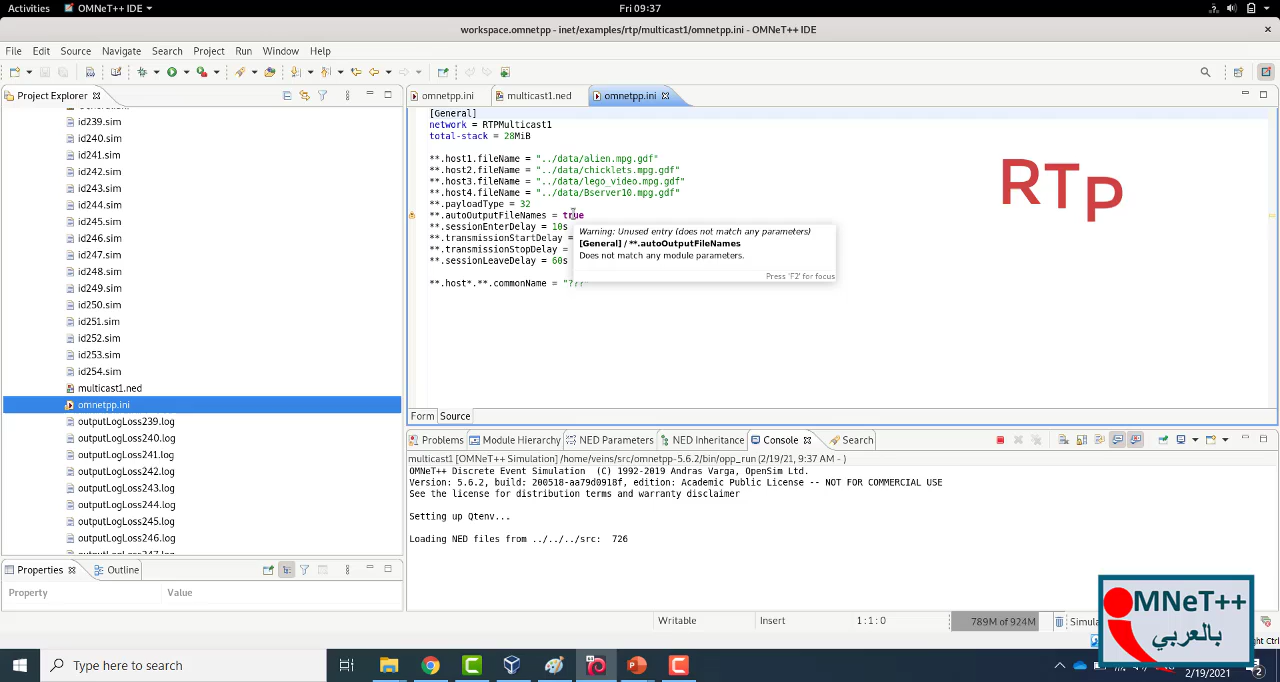 Activities OMNeT++ IDE Fri 09:37
workspace.omnetpp - inet/examples/rtp/multicast1/omnetpp.ini - OMNeT++ IDE
File Edit Source Navigate Search Project Run Window Help
Project Explorer
id239.sim
id240.sim
id241.sim
id242.sim
id243.sim
id244.sim
id245.sim
id246.sim
id247.sim
id248.sim
id249.sim
id250.sim
id251.sim
id252.sim
id253.sim
id254.sim
multicast1.ned
omnetpp.ini
outputLogLoss239.log
outputLogLoss240.log
outputLogLoss241.log
outputLogLoss242.log
outputLogLoss243.log
outputLogLoss244.log
outputLogLoss245.log
outputLogLoss246.log
outputLogLoss247.log
Properties Outline
Property Value
omnetpp.ini multicast1.ned omnetpp.ini
[General]
network = RTPMulticast1
total-stack = 28MiB
**.host1.fileName = "../data/alien.mpg.gdf"
**.host2.fileName = "../data/chicklets.mpg.gdf"
**.host3.fileName = "../data/lego_video.mpg.gdf"
**.host4.fileName = "../data/Bserver10.mpg.gdf"
**.payloadType = 32
**.autoOutputFileNames = true
**.sessionEnterDelay = 10s
**.transmissionStartDelay =
**.transmissionStopDelay =
**.sessionLeaveDelay = 60s
**.host*.**.commonName = "???"
Warning: Unused entry (does not match any parameters)
[General] / **.autoOutputFileNames
Does not match any module parameters.
Press 'F2' for focus
RTP
Form Source
Problems Module Hierarchy NED Parameters NED Inheritance Console Search
multicast1 [OMNeT++ Simulation] /home/veins/src/omnetpp-5.6.2/bin/opp_run (2/19/21, 9:37 AM - )
OMNeT++ Discrete Event Simulation (C) 1992-2019 Andras Varga, OpenSim Ltd.
Version: 5.6.2, build: 200518-aa79d0918f, edition: Academic Public License -- NOT FOR COMMERCIAL USE
See the license for distribution terms and warranty disclaimer
Setting up Qtenv...
Loading NED files from ../../../src: 726
Writable Insert 1:1:0 789M of 924M
OMNeT++
بالعربي
Type here to search
2/19/2021
2